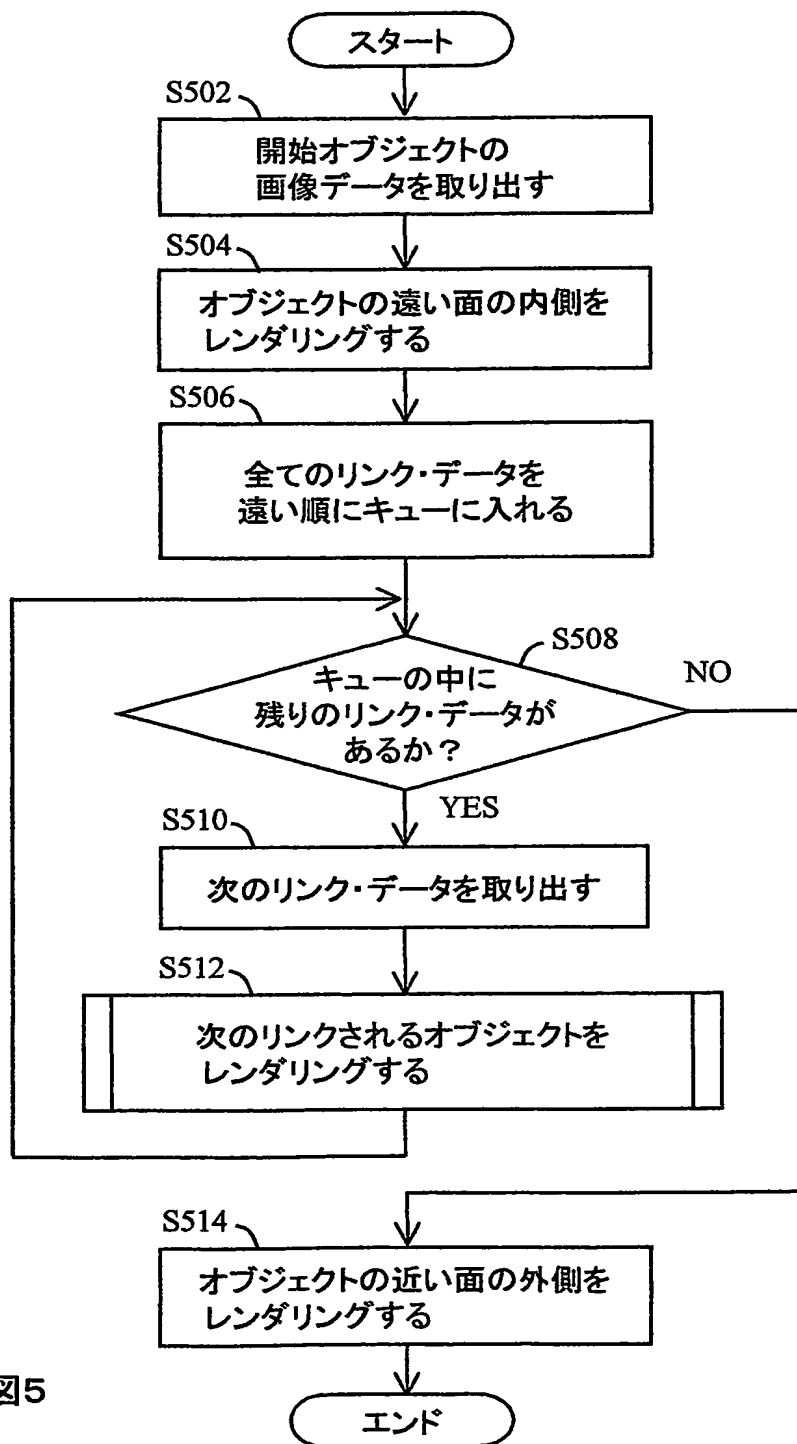 スタート
S502
開始オブジェクトの
画像データを取り出す
S504
オブジェクトの遠い面の内側を
レンダリングする
S506
全てのリンク・データを
遠い順にキューに入れる
S508
キューの中に
残りのリンク・データが
あるか？
NO
YES
S510
次のリンク・データを取り出す
S512
次のリンクされるオブジェクトを
レンダリングする
S514
オブジェクトの近い面の外側を
レンダリングする
図5
エンド